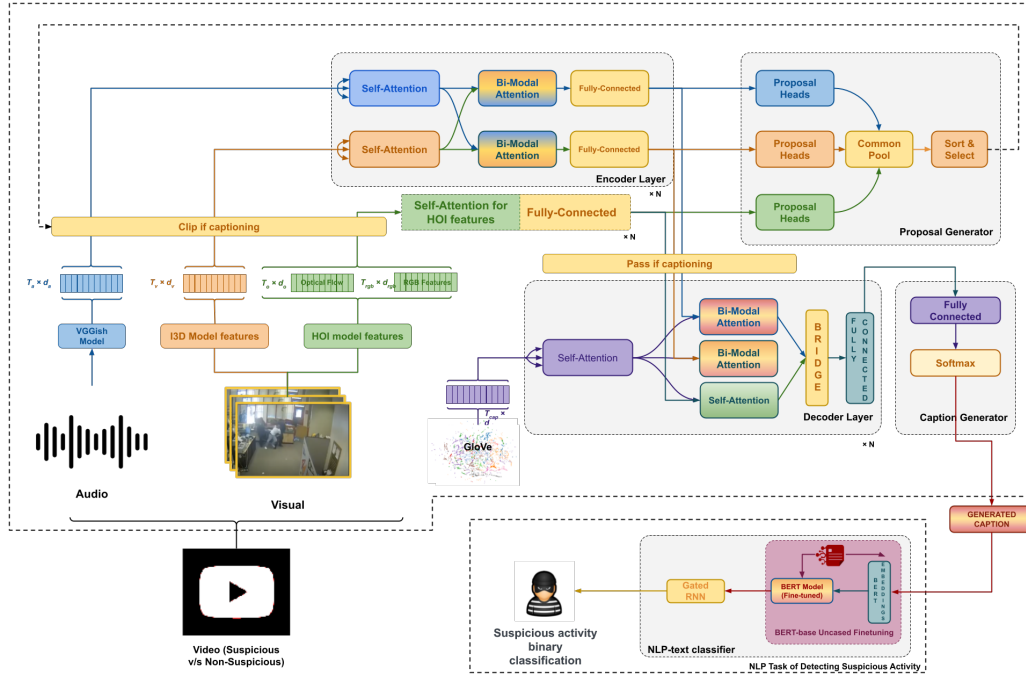 Self-Attention
Bi-Modal
Attention
Fully-Connected
Self-Attention
Bi-Modal
Attention
Fully-Connected
Encoder Layer
× N
Proposal
Heads
Proposal
Heads
Common
Pool
Sort &
Select
Proposal
Heads
Proposal Generator
Self-Attention for
HOI features
Fully-Connected
× N
Clip if captioning
Pass if captioning
Tₐ × dₐ
Tᵥ × dᵥ
Tₒ × dₒ
Optical Flow
T_rgb × d_rgb
RGB Features
VGGish
Model
I3D Model features
HOI model features
Self-Attention
Bi-Modal
Attention
Bi-Modal
Attention
Self-Attention
BRIDGE
FULLY
CONNECTED
Decoder Layer
× N
Fully
Connected
Softmax
Caption Generator
T_cap ×
d
GloVe
Audio
Visual
GENERATED
CAPTION
Video (Suspicious
v/s Non-Suspicious)
Suspicious activity
binary
classification
Gated
RNN
BERT Model
(Fine-tuned)
BERT
EMBEDDINGS
BERT-base Uncased Finetuning
NLP-text classifier
NLP Task of Detecting Suspicious Activity